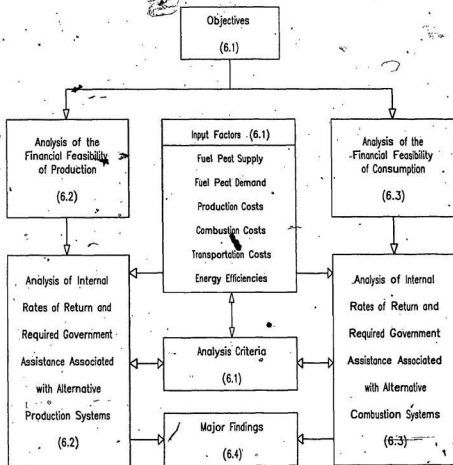 Objectives
(6.1)
Analysis of the
Financial Feasibility
of Production
(6.2)
Input Factors (6.1)
Fuel Peat Supply
Fuel Peat Demand
Production Costs
Combustion Costs
Transportation Costs
Energy Efficiencies
Analysis of the
Financial Feasibility
of Consumption
(6.3)
Analysis of Internal
Rates of Return and
Required Government
Assistance Associated
with Alternative
Production Systems
(6.2)
Analysis Criteria
(6.1)
Analysis of Internal
Rates of Return and
Required Government
Assistance Associated
with Alternative
Combustion Systems
(6.3)
Major Findings
(6.4)